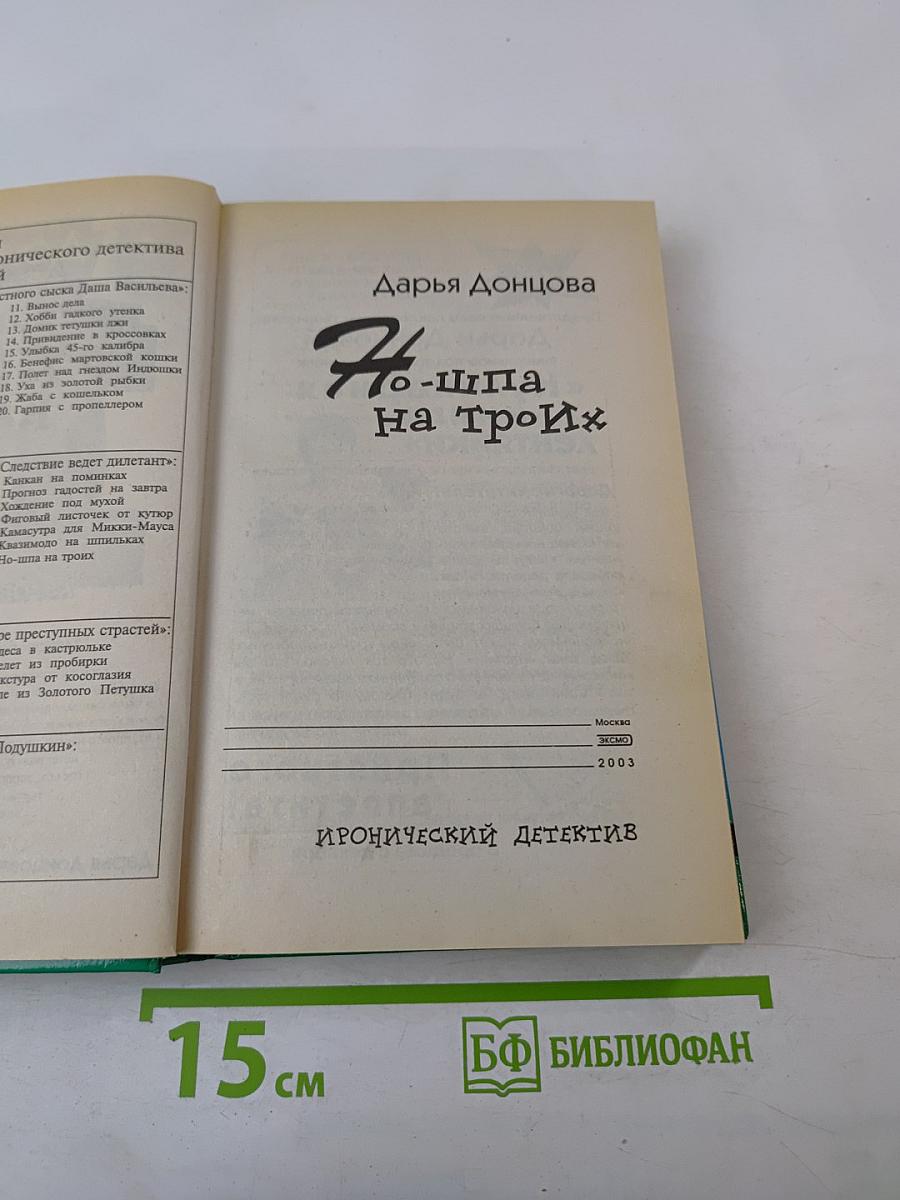 онического детектива
й
стного сыска Даша Васильева»:
11. Вынос дела
12. Хобби гадкого утенка
13. Домик тетушки лжи
14. Привидение в кроссовках
15. Улыбка 45-го калибра
16. Бенефис мартовской кошки
17. Полет над гнездом Индюшки
18. Уха из золотой рыбки
19. Жаба с кошельком
20. Гарпия с пропеллером
Следствие ведет дилетант»:
Канкан на поминках
Прогноз гадостей на завтра
Хождение под мухой
Фиговый листочек от кутюр
Камасутра для Микки-Мауса
Квазимодо на шпильках
Но-шпа на троих
ре преступных страстей»:
деса в кастрюльке
елет из пробирки
кстура от косоглазия
ле из Золотого Петушка
Подушкин»:
Дарья Донцова
Но-шпа
на троих
Москва
ЭКСМО
2003
ИРОНИЧЕСКИЙ ДЕТЕКТИВ
15 см
БФ БИБЛИОФАН